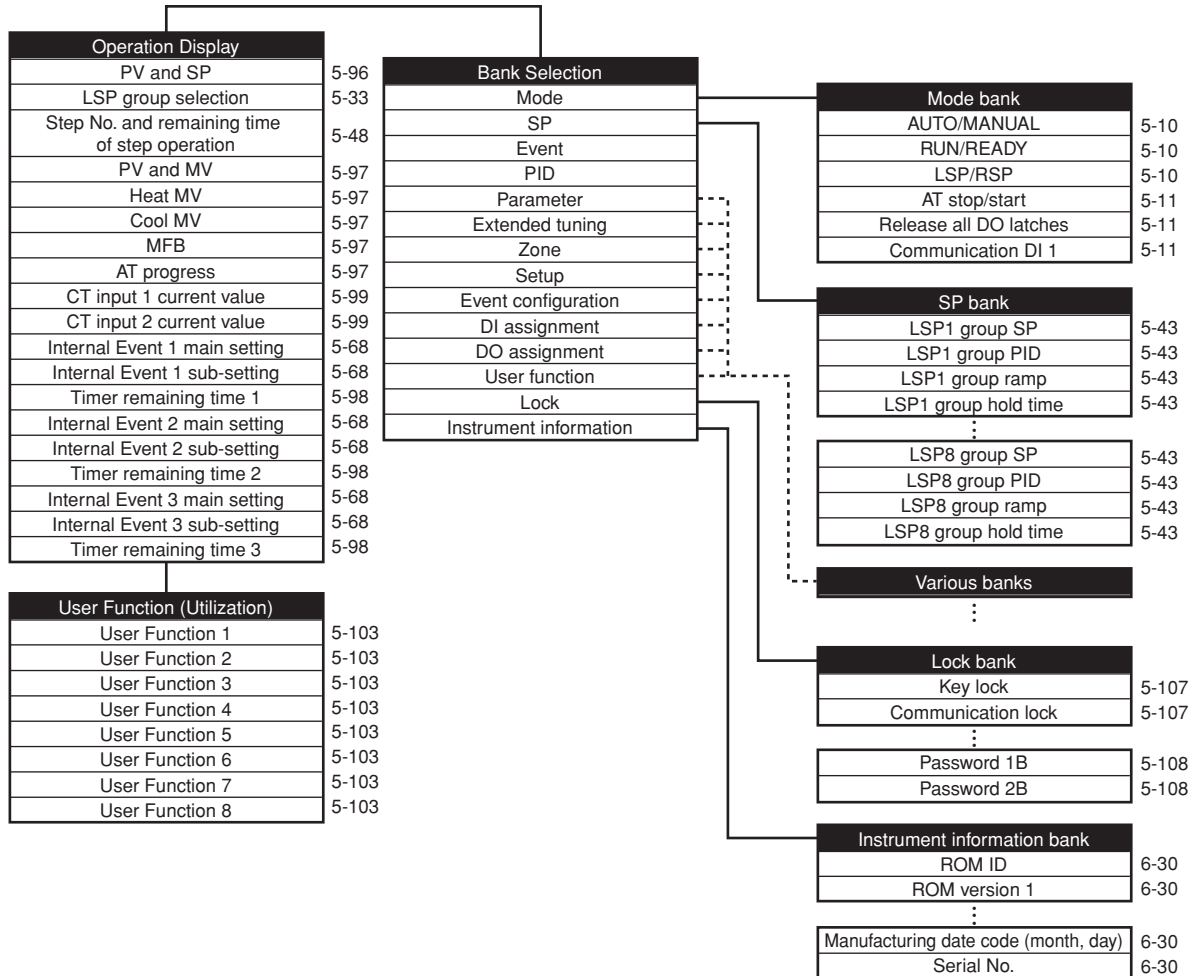 Operation Display
PV and SP 5-96
LSP group selection 5-33
Step No. and remaining time
of step operation 5-48
PV and MV 5-97
Heat MV 5-97
Cool MV 5-97
MFB 5-97
AT progress 5-97
CT input 1 current value 5-99
CT input 2 current value 5-99
Internal Event 1 main setting 5-68
Internal Event 1 sub-setting 5-68
Timer remaining time 1 5-98
Internal Event 2 main setting 5-68
Internal Event 2 sub-setting 5-68
Timer remaining time 2 5-98
Internal Event 3 main setting 5-68
Internal Event 3 sub-setting 5-68
Timer remaining time 3 5-98
User Function (Utilization)
User Function 1 5-103
User Function 2 5-103
User Function 3 5-103
User Function 4 5-103
User Function 5 5-103
User Function 6 5-103
User Function 7 5-103
User Function 8 5-103
Bank Selection
Mode
SP
Event
PID
Parameter
Extended tuning
Zone
Setup
Event configuration
DI assignment
DO assignment
User function
Lock
Instrument information
Mode bank
AUTO/MANUAL 5-10
RUN/READY 5-10
LSP/RSP 5-10
AT stop/start 5-11
Release all DO latches 5-11
Communication DI 1 5-11
SP bank
LSP1 group SP 5-43
LSP1 group PID 5-43
LSP1 group ramp 5-43
LSP1 group hold time 5-43
LSP8 group SP 5-43
LSP8 group PID 5-43
LSP8 group ramp 5-43
LSP8 group hold time 5-43
Various banks
Lock bank
Key lock 5-107
Communication lock 5-107
Password 1B 5-108
Password 2B 5-108
Instrument information bank
ROM ID 6-30
ROM version 1 6-30
Manufacturing date code (month, day) 6-30
Serial No. 6-30